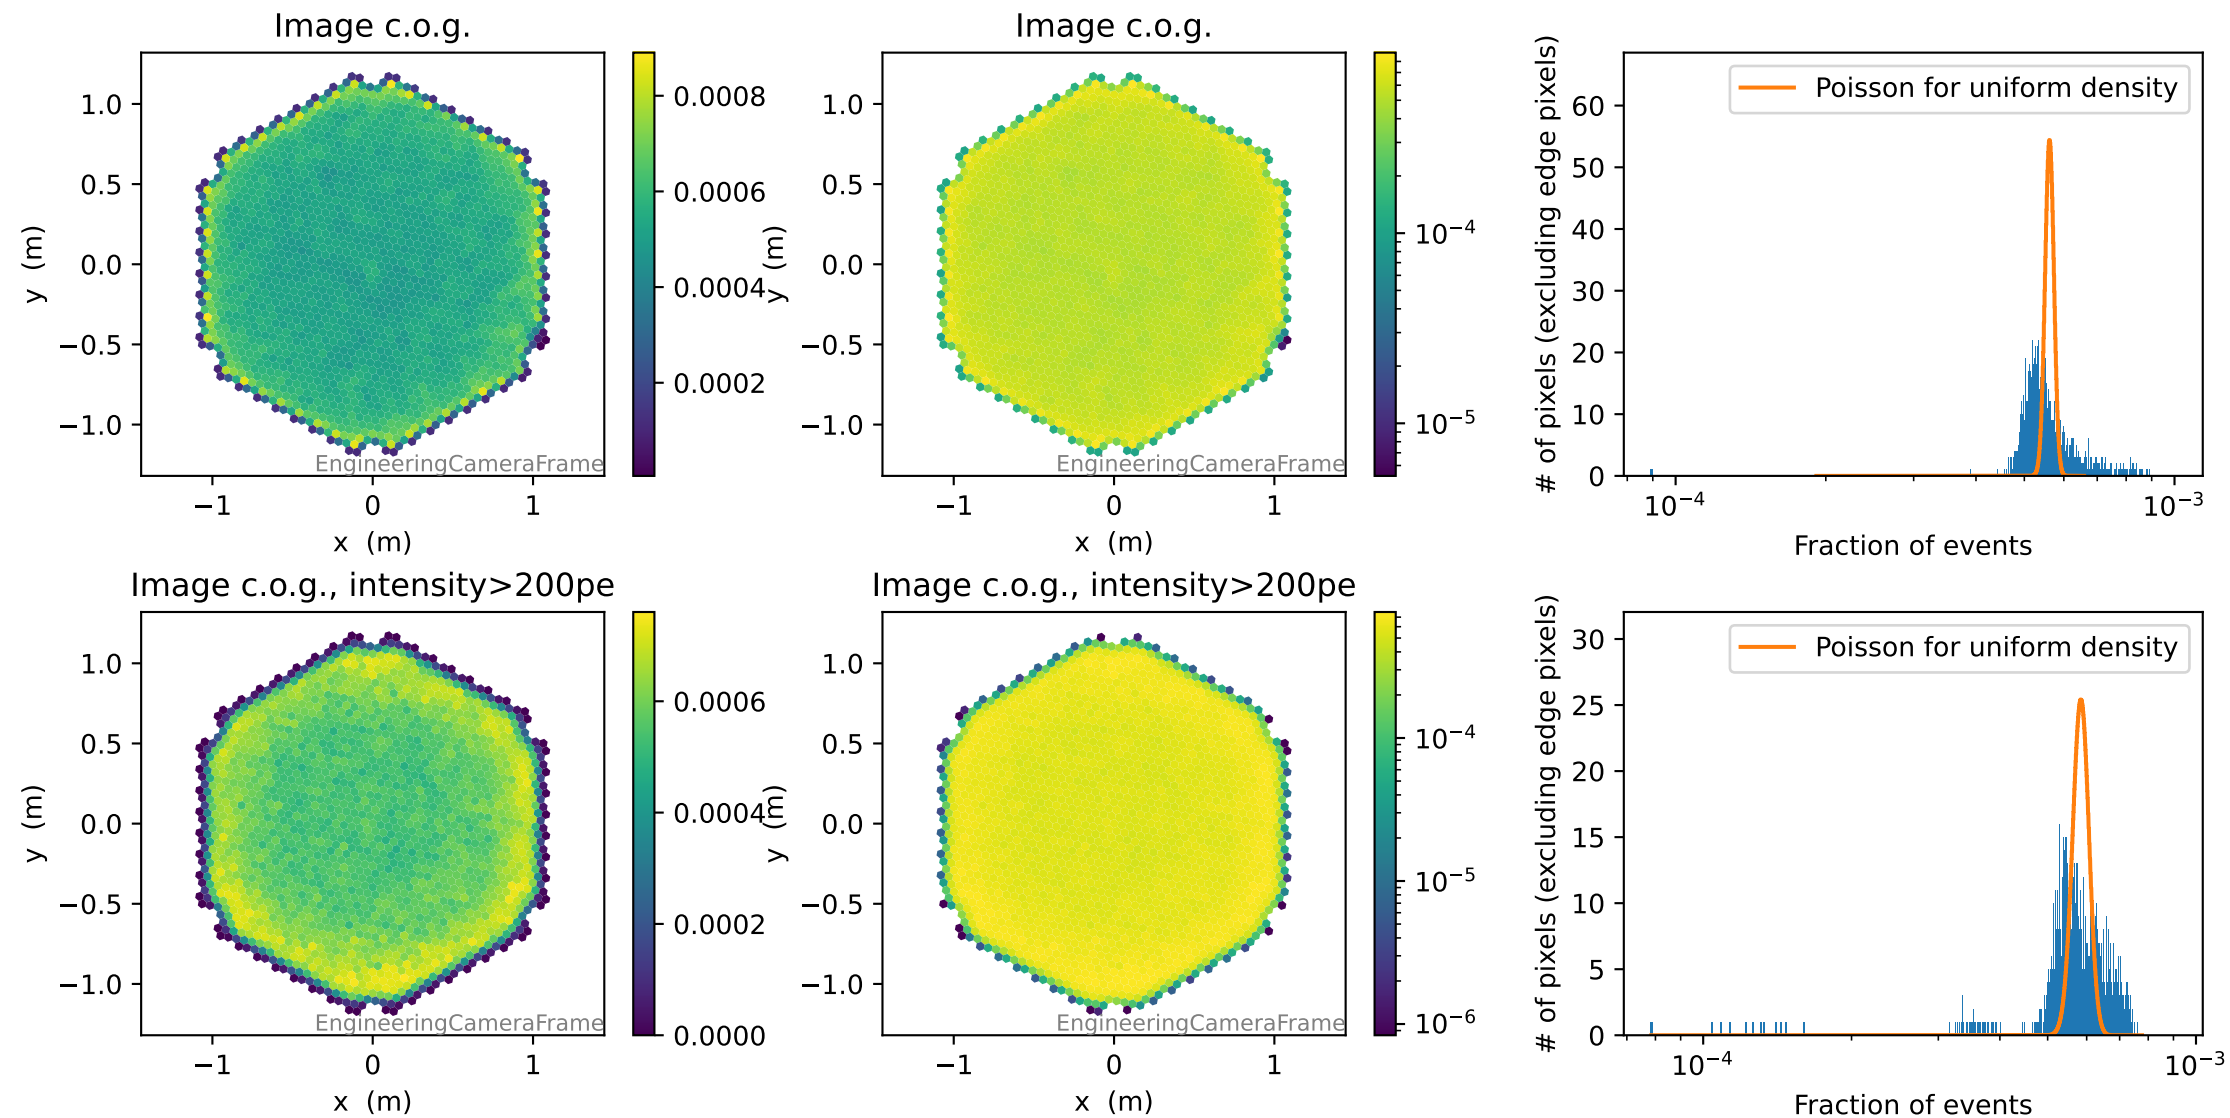 Image c.o.g.
y (m)
1.0
0.5
0.0
−0.5
−1.0
−1
0
1
x (m)
EngineeringCameraFrame
0.0008
0.0006
0.0004
0.0002
Image c.o.g.
y (m)
1.0
0.5
0.0
−0.5
−1.0
−1
0
1
x (m)
EngineeringCameraFrame
10⁻⁴
10⁻⁵
# of pixels (excluding edge pixels)
60
50
40
30
20
10
0
Poisson for uniform density
10⁻⁴
10⁻³
Fraction of events
Image c.o.g., intensity>200pe
y (m)
1.0
0.5
0.0
−0.5
−1.0
−1
0
1
x (m)
EngineeringCameraFrame
0.0006
0.0004
0.0002
0.0000
Image c.o.g., intensity>200pe
y (m)
1.0
0.5
0.0
−0.5
−1.0
−1
0
1
x (m)
EngineeringCameraFrame
10⁻⁴
10⁻⁵
10⁻⁶
# of pixels (excluding edge pixels)
30
25
20
15
10
5
0
Poisson for uniform density
10⁻⁴
10⁻³
Fraction of events